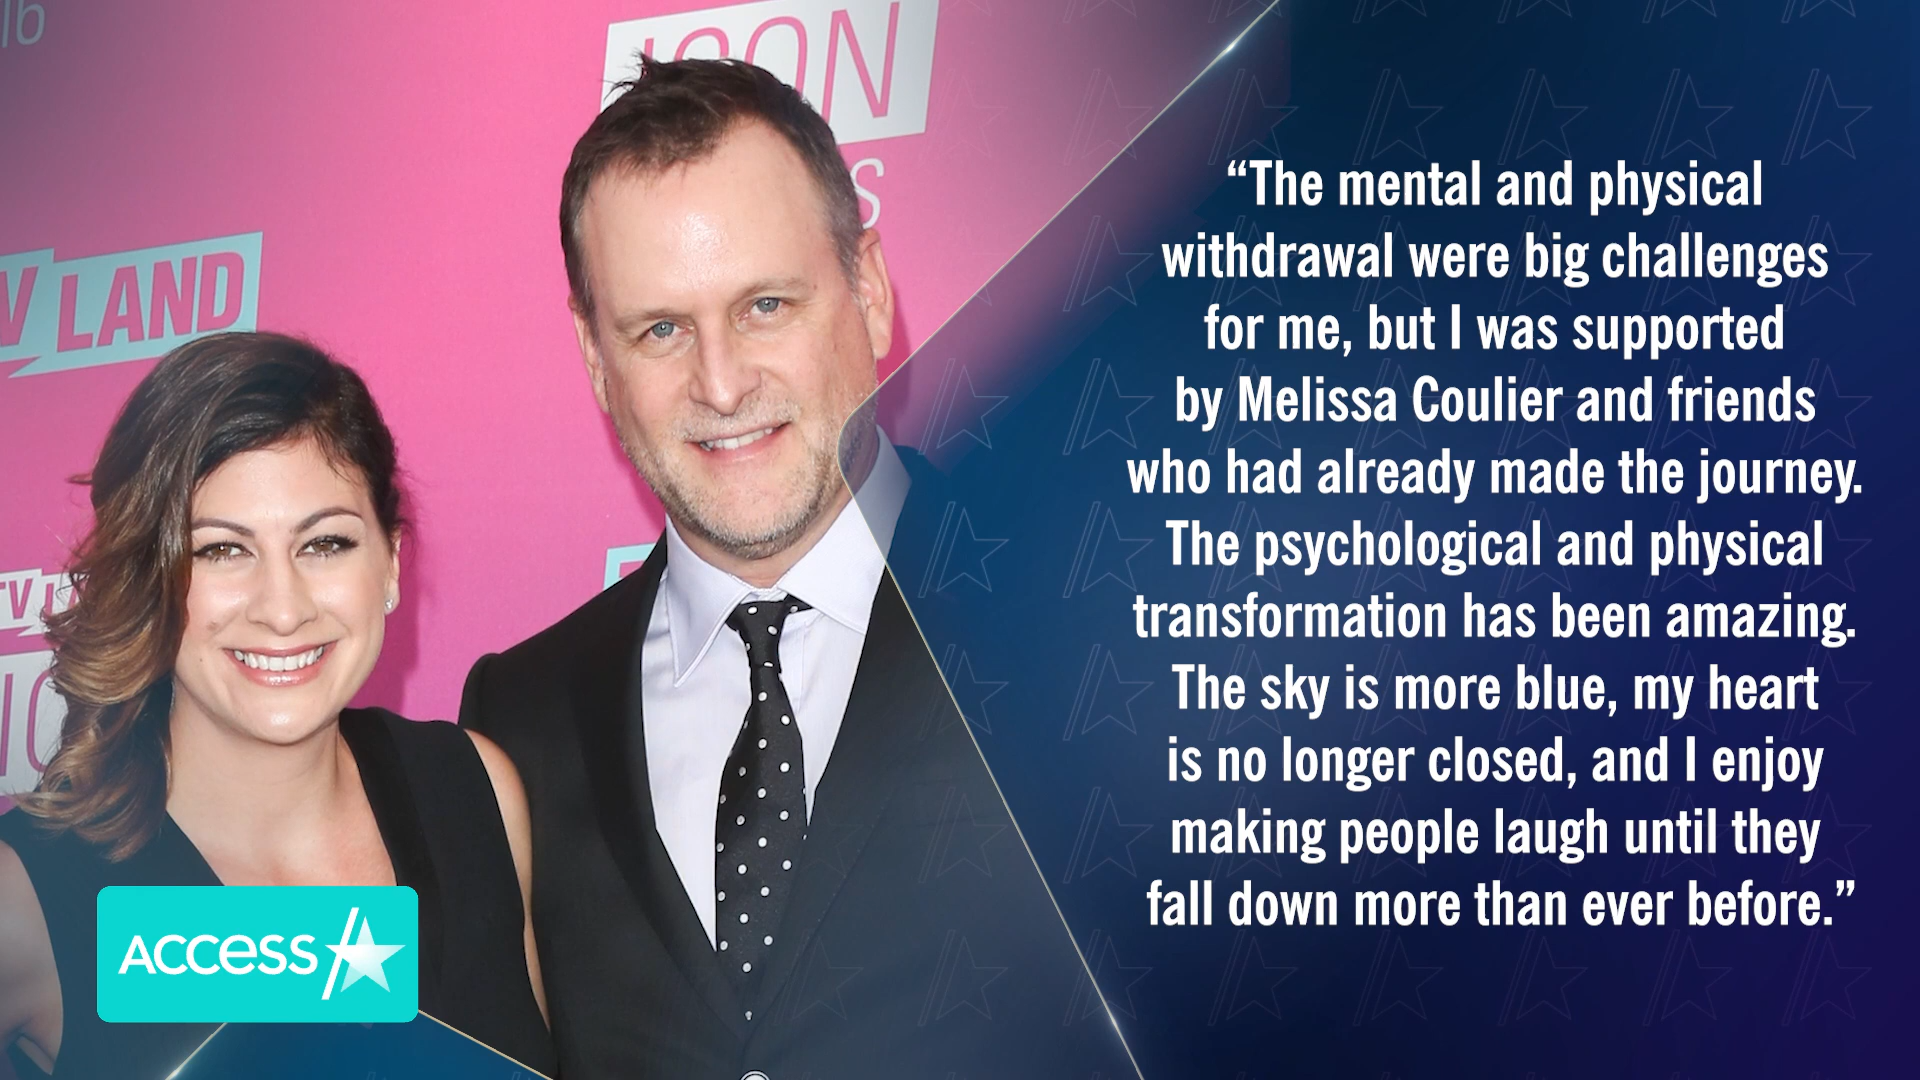 16
ICON
S
V LAND
TV
“The mental and physical
withdrawal were big challenges
for me, but I was supported
by Melissa Coulier and friends
who had already made the journey.
The psychological and physical
transformation has been amazing.
The sky is more blue, my heart
is no longer closed, and I enjoy
making people laugh until they
fall down more than ever before.”
ACCESS